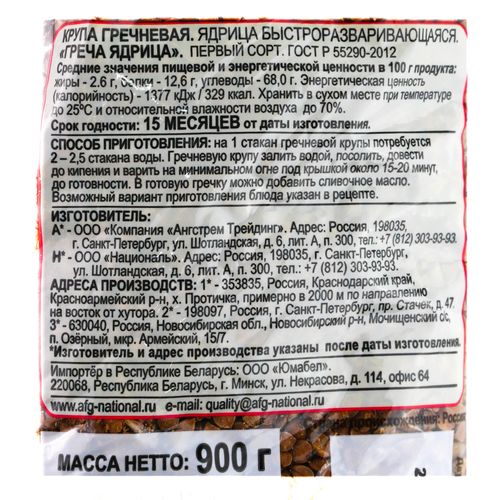 КРУПА ГРЕЧНЕВАЯ. ЯДРИЦА БЫСТРОРАЗВАРИВАЮЩАЯСЯ.
«ГРЕЧА ЯДРИЦА». ПЕРВЫЙ СОРТ. ГОСТ Р 55290-2012
Средние значения пищевой и энергетической ценности в 100 г продукта:
жиры - 2,6 г, белки - 12,6 г, углеводы - 68,0 г. Энергетическая ценность
(калорийность) - 1377 кДж / 329 ккал. Хранить в сухом месте при температуре
до 25°С и относительной влажности воздуха до 70%.
Срок годности: 15 МЕСЯЦЕВ от даты изготовления.
СПОСОБ ПРИГОТОВЛЕНИЯ: на 1 стакан гречневой крупы потребуется
2 – 2,5 стакана воды. Гречневую крупу залить водой, посолить, довести
до кипения и варить на минимальном огне под крышкой около 15-20 минут,
до готовности. В готовую гречку можно добавить сливочное масло.
Возможный вариант приготовления блюда указан в рецепте.
ИЗГОТОВИТЕЛЬ:
А* - ООО «Компания «Ангстрем Трейдинг». Адрес: Россия, 198035,
г. Санкт-Петербург, ул. Шотландская, д. 6, лит. А, п. 300, тел.:+7 (812) 303-93-93.
Н* - ООО «Националь». Адрес: Россия, 198035, г. Санкт-Петербург,
ул. Шотландская, д. 6, лит. А, п. 300, тел.: +7 (812) 303-93-93.
АДРЕСА ПРОИЗВОДСТВ: 1* - 353835, Россия, Краснодарский край,
Красноармейский р-н, х. Протичка, примерно в 2000 м по направлению
на восток от хутора. 2* - 198097, Россия, г. Санкт-Петербург, пр. Стачек, д. 47.
3* - 630040, Россия, Новосибирская обл., Новосибирский р-н, Мочищенский с/с,
п. Озёрный, мкр. Армейский, 15/7.
*Изготовитель и адрес производства указаны после даты изготовления.
Импортёр в Республике Беларусь: ООО «Юмабел».
220068, Республика Беларусь, г. Минск, ул. Некрасова, д. 114, офис 64
www.afg-national.ru e-mail: quality@afg-national.ru
Страна происхождения: Россия
МАССА НЕТТО: 900 г